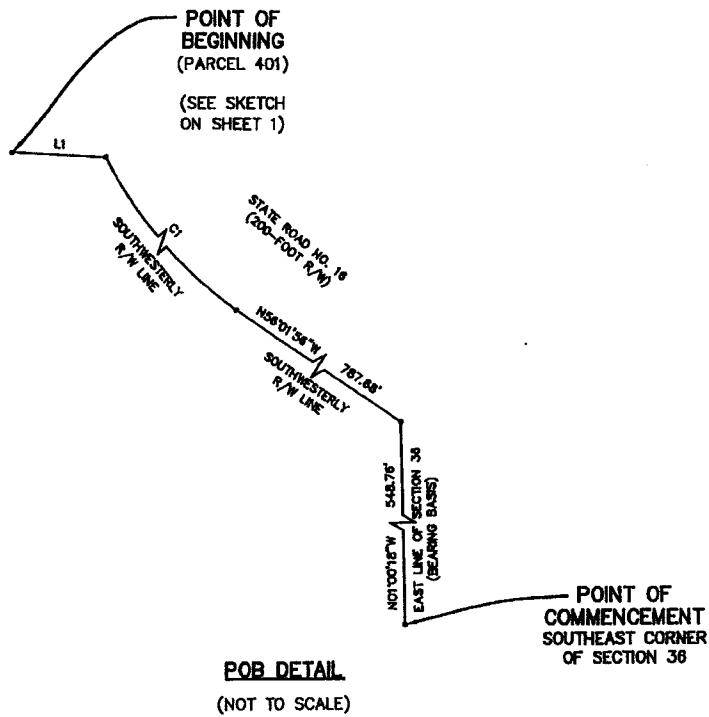 POINT OF
BEGINNING
(PARCEL 401)
(SEE SKETCH
ON SHEET 1)
L1
C1
SOUTHWESTERLY
R/W LINE
STATE ROAD NO. 16
(200-FOOT R/W)
N56°01'56"W 787.68'
SOUTHWESTERLY
R/W LINE
N01°00'18"W 548.76'
EAST LINE OF SECTION 36
(BEARING BASIS)
POINT OF
COMMENCEMENT
SOUTHEAST CORNER
OF SECTION 36
POB DETAIL
(NOT TO SCALE)